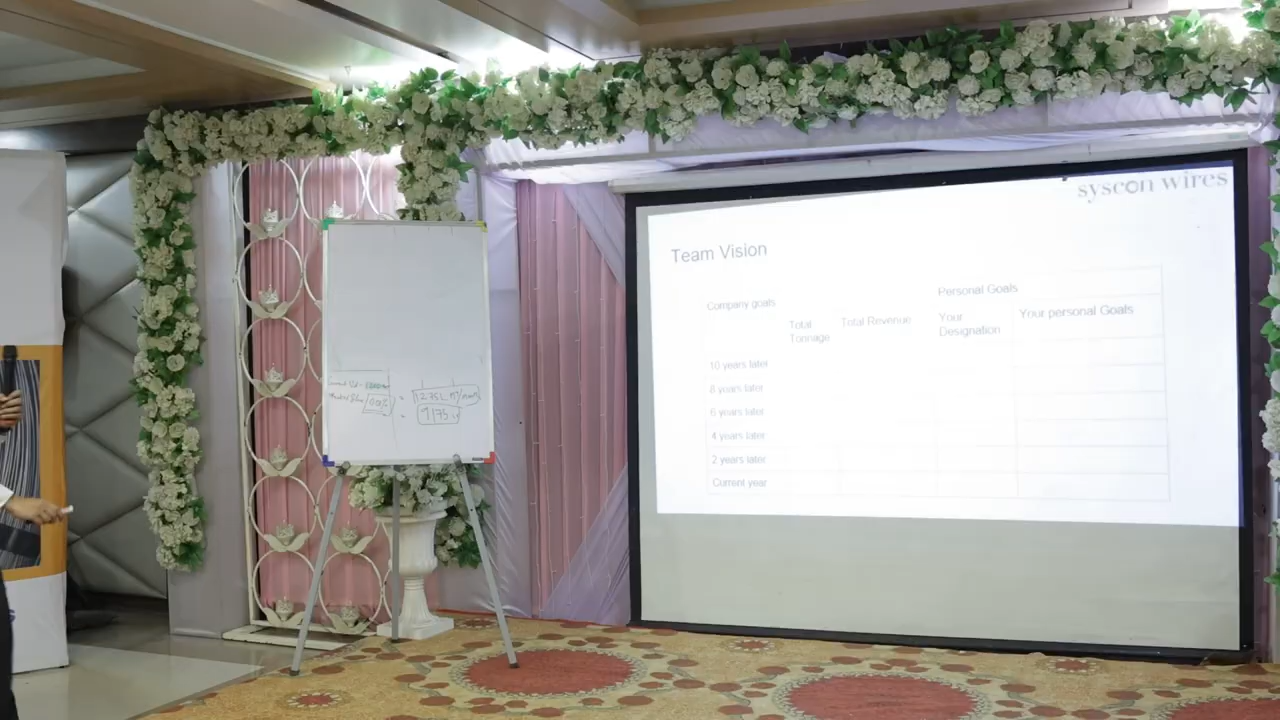 syscon wires
Team Vision
Company goals
Personal Goals
Total Tonnage
Total Revenue
Your Designation
Your personal Goals
10 years later
8 years later
6 years later
4 years later
2 years later
Current year